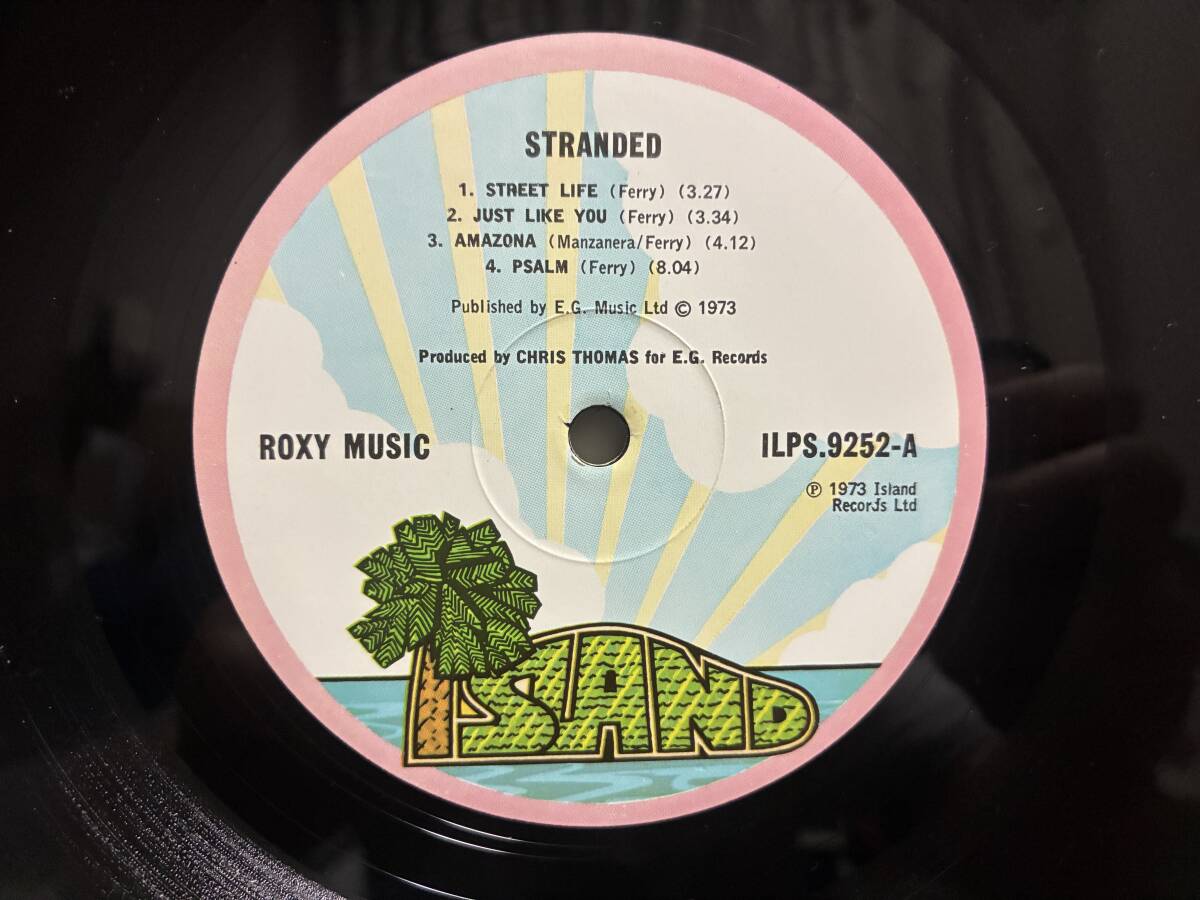 STRANDED
1. STREET LIFE (Ferry) (3.27)
2. JUST LIKE YOU (Ferry) (3.34)
3. AMAZONA (Manzanera/Ferry) (4.12)
4. PSALM (Ferry) (8.04)
Published by E.G. Music Ltd © 1973
Produced by CHRIS THOMAS for E.G. Records
ROXY MUSIC
ILPS.9252-A
℗ 1973 Island
Records Ltd
ISLAND